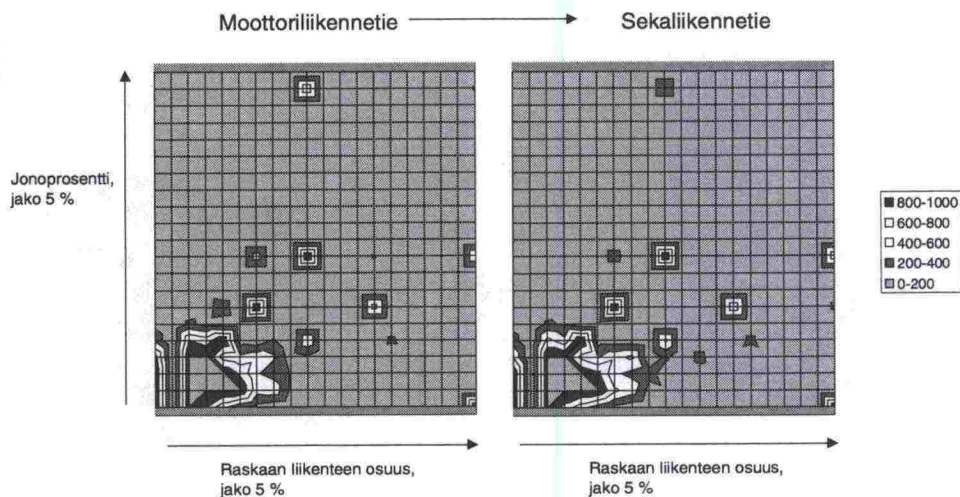 Moottoriliikennetie
Sekaliikennetie
Jonoprosentti,
jako 5 %
800-1000
600-800
400-600
200-400
0-200
Raskaan liikenteen osuus,
jako 5 %
Raskaan liikenteen osuus,
jako 5 %